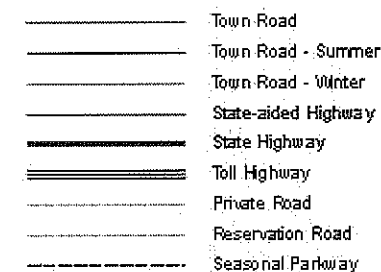 Town Road
Town Road - Summer
Town Road - Winter
State-aided Highway
State Highway
Toll Highway
Private Road
Reservation Road
Seasonal Parkway